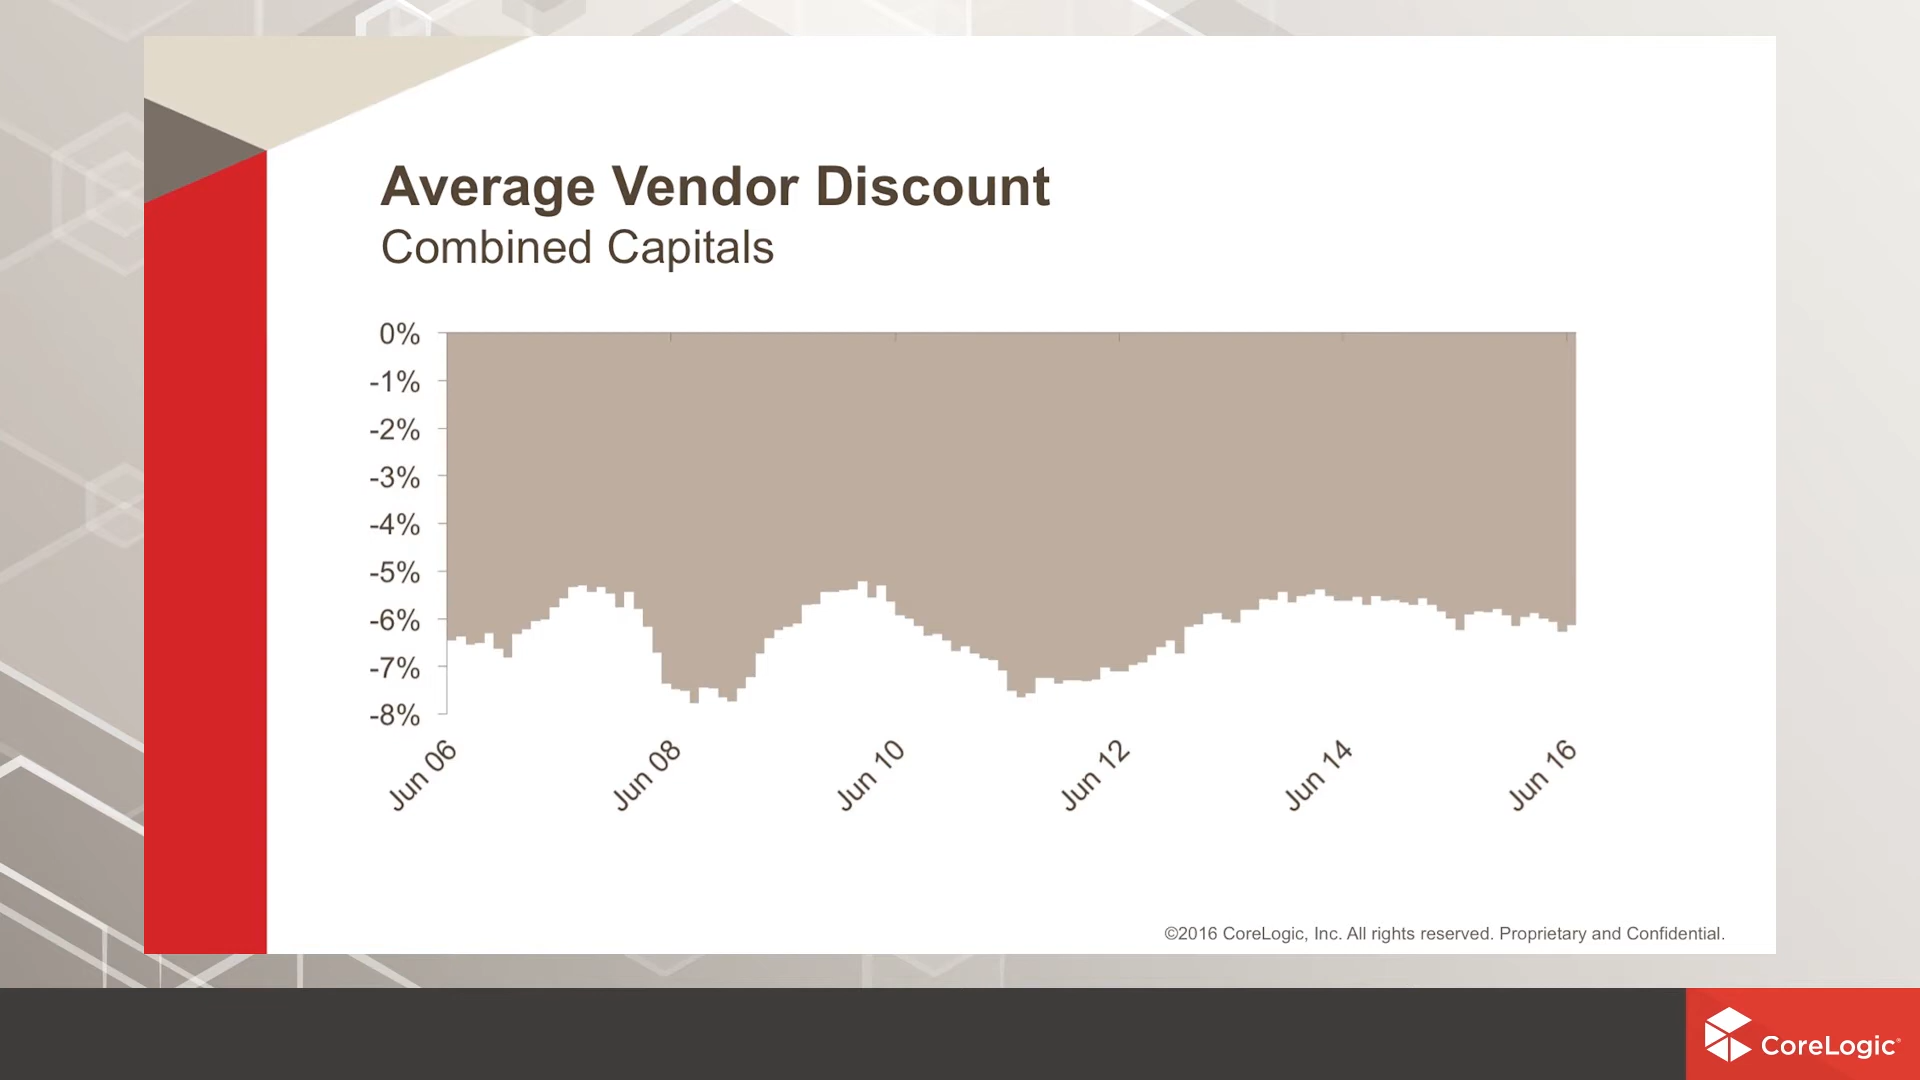 Average Vendor Discount
Combined Capitals
0%
-1%
-2%
-3%
-4%
-5%
-6%
-7%
-8%
Jun 06
Jun 08
Jun 10
Jun 12
Jun 14
Jun 16
©2016 CoreLogic, Inc. All rights reserved. Proprietary and Confidential.
CoreLogic